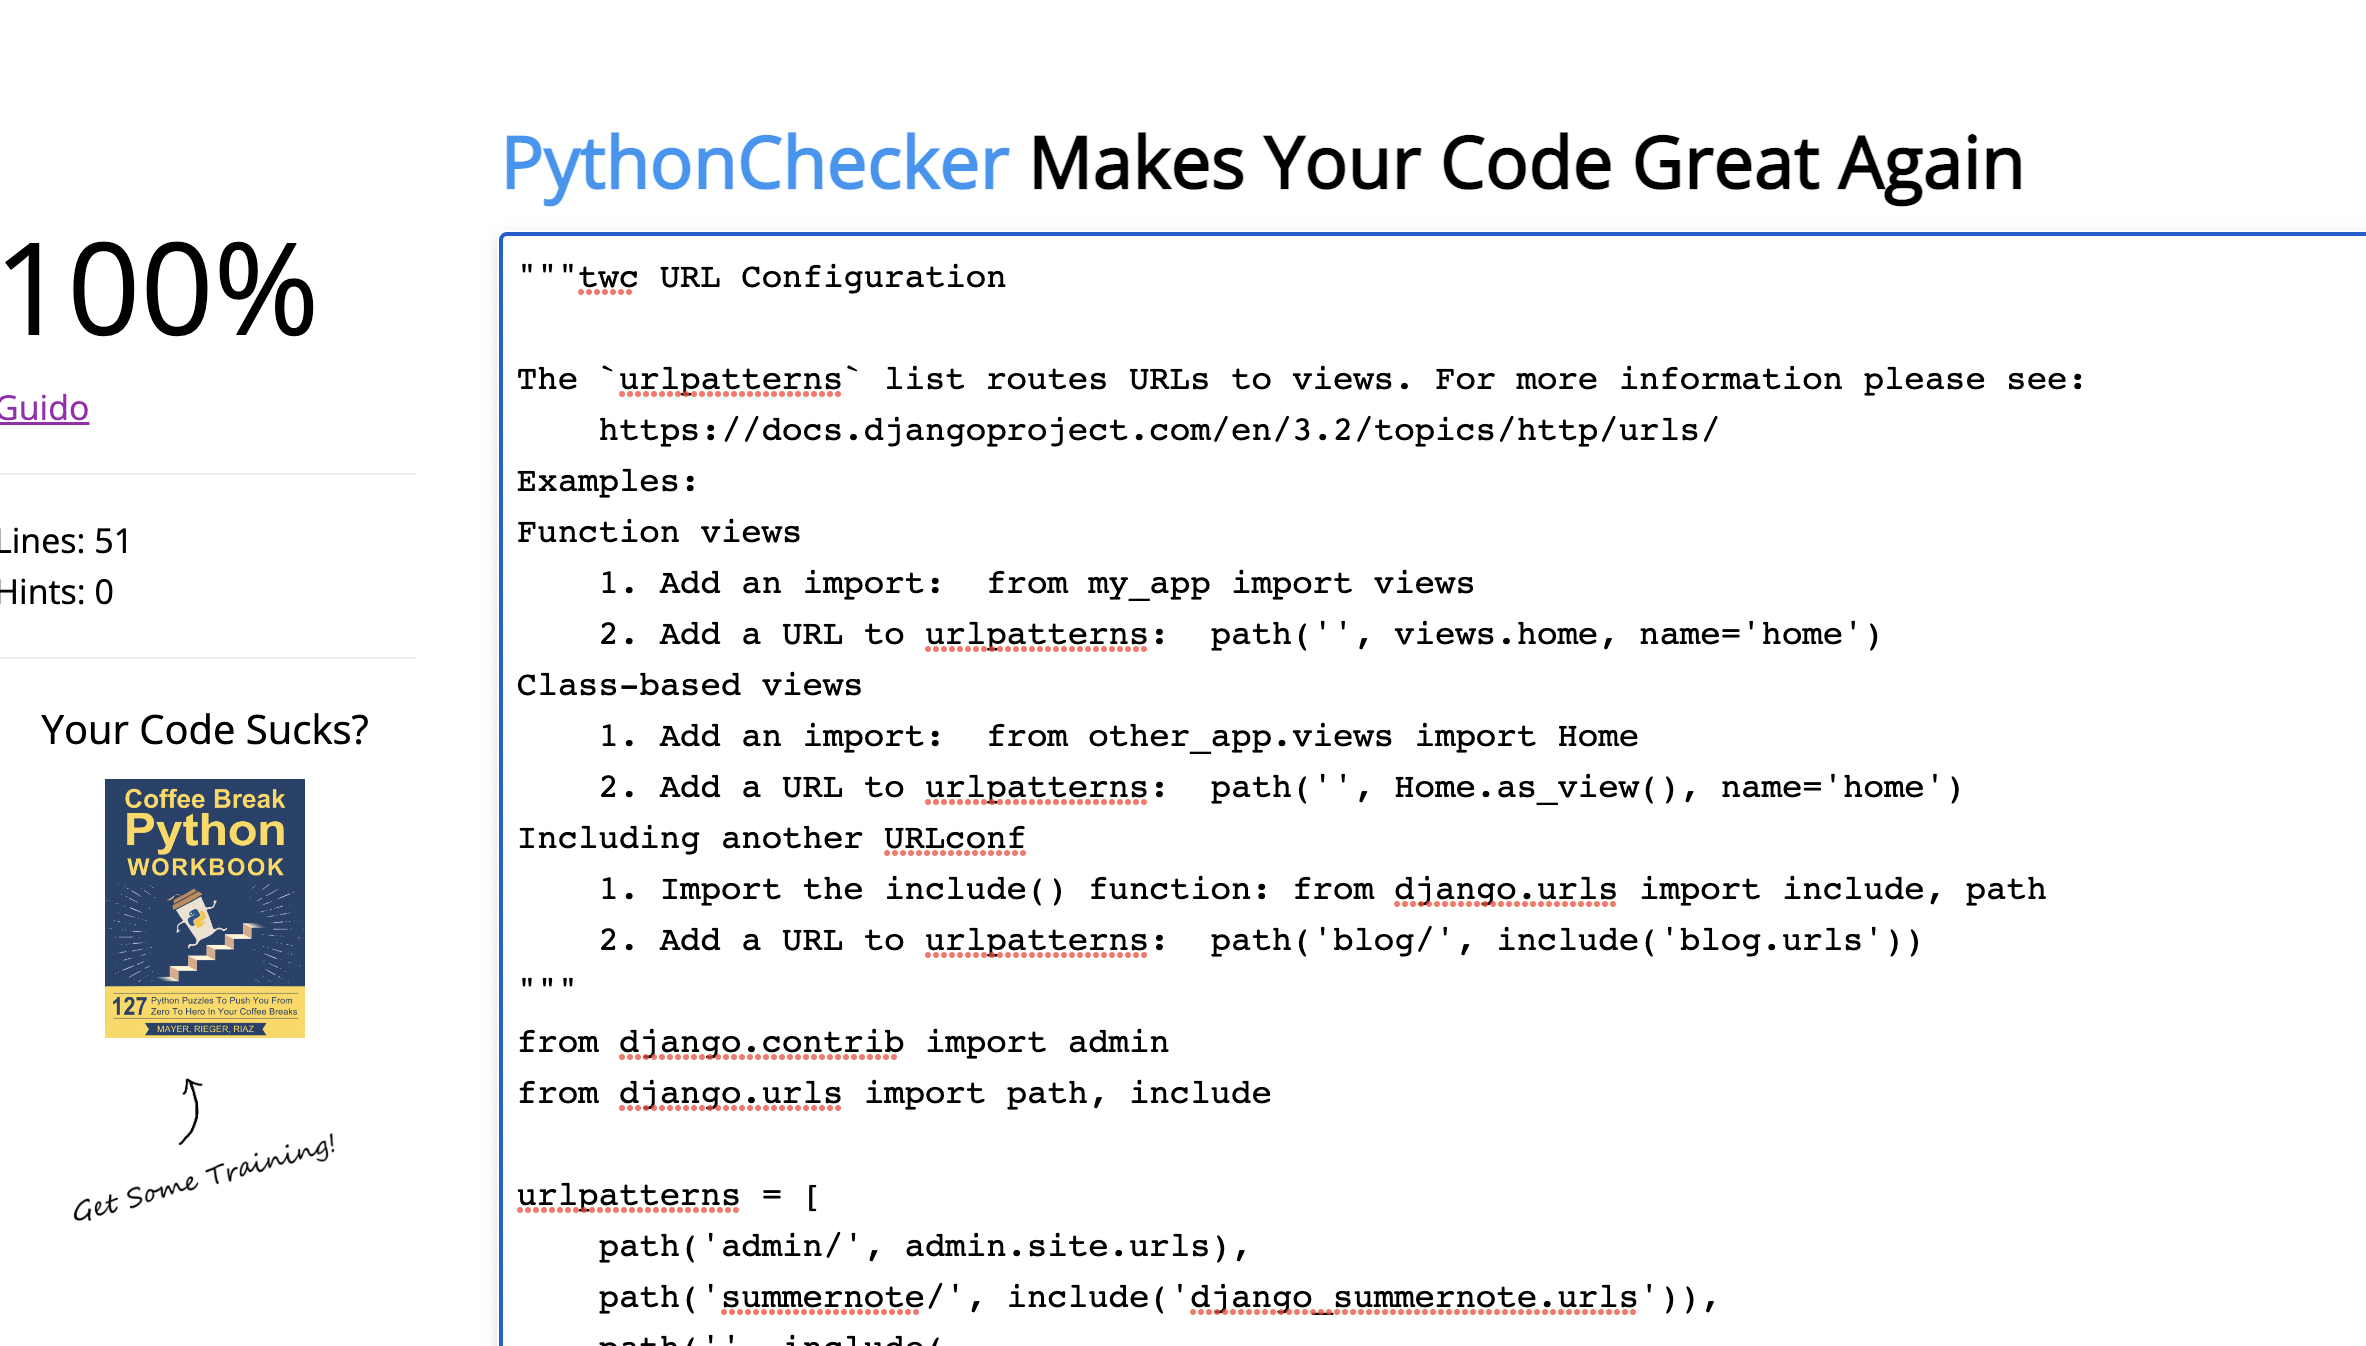 PythonChecker Makes Your Code Great Again
100%
Guido
Lines: 51
Hints: 0
Your Code Sucks?
Coffee Break
Python
WORKBOOK
127 Python Puzzles To Push You From
Zero To Hero In Your Coffee Breaks
MAYER, RIEGER, RIAZ
Get Some Training!
"""twc URL Configuration
The `urlpatterns` list routes URLs to views. For more information please see:
    https://docs.djangoproject.com/en/3.2/topics/http/urls/
Examples:
Function views
    1. Add an import:  from my_app import views
    2. Add a URL to urlpatterns:  path('', views.home, name='home')
Class-based views
    1. Add an import:  from other_app.views import Home
    2. Add a URL to urlpatterns:  path('', Home.as_view(), name='home')
Including another URLconf
    1. Import the include() function: from django.urls import include, path
    2. Add a URL to urlpatterns:  path('blog/', include('blog.urls'))
"""
from django.contrib import admin
from django.urls import path, include
urlpatterns = [
    path('admin/', admin.site.urls),
    path('summernote/', include('django_summernote.urls')),
    path('', include(